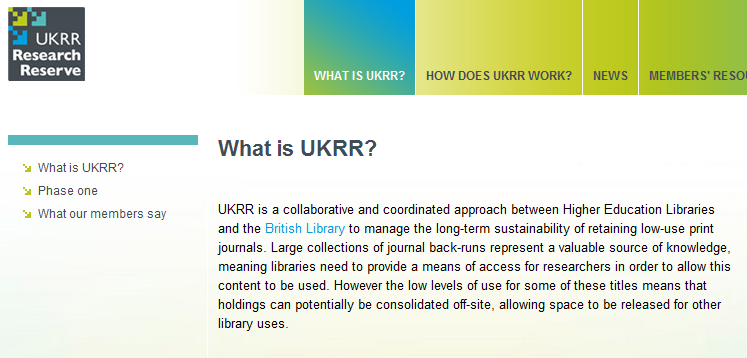 UKRR
Research
Reserve
WHAT IS UKRR?
HOW DOES UKRR WORK?
NEWS
MEMBERS' RESOU
What is UKRR?
Phase one
What our members say
What is UKRR?
UKRR is a collaborative and coordinated approach between Higher Education Libraries
and the British Library to manage the long-term sustainability of retaining low-use print
journals. Large collections of journal back-runs represent a valuable source of knowledge,
meaning libraries need to provide a means of access for researchers in order to allow this
content to be used. However the low levels of use for some of these titles means that
holdings can potentially be consolidated off-site, allowing space to be released for other
library uses.